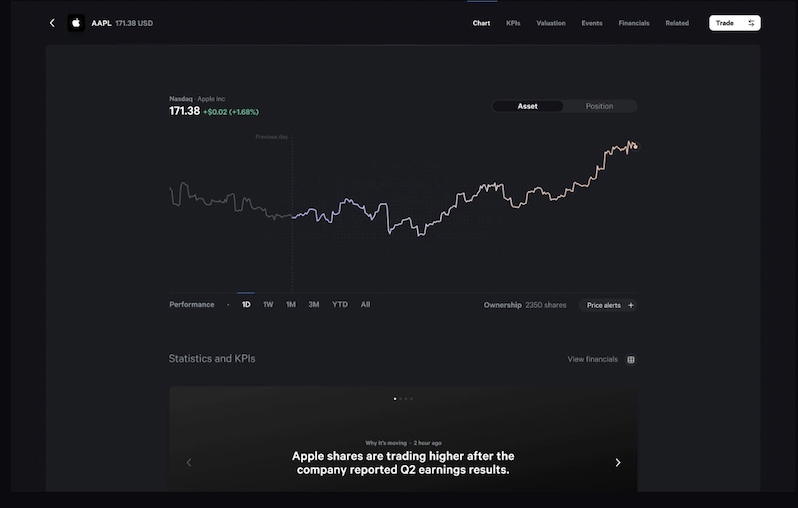 AAPL 171.38 USD
Chart KPIs Valuation Events Financials Related Trade
Nasdaq · Apple Inc
171.38 +$0.02 (+1.68%)
Asset Position
Previous day
Performance · 1D 1W 1M 3M YTD All
Ownership 2350 shares Price alerts +
Statistics and KPIs
View financials
Why it's moving · 2 hour ago
Apple shares are trading higher after the
company reported Q2 earnings results.